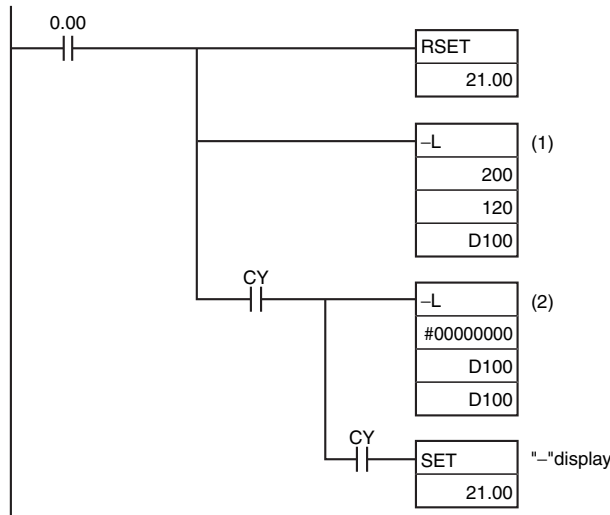 0.00
RSET
21.00
–L (1)
200
120
D100
CY
–L (2)
#00000000
D100
D100
CY
SET "–"display
21.00